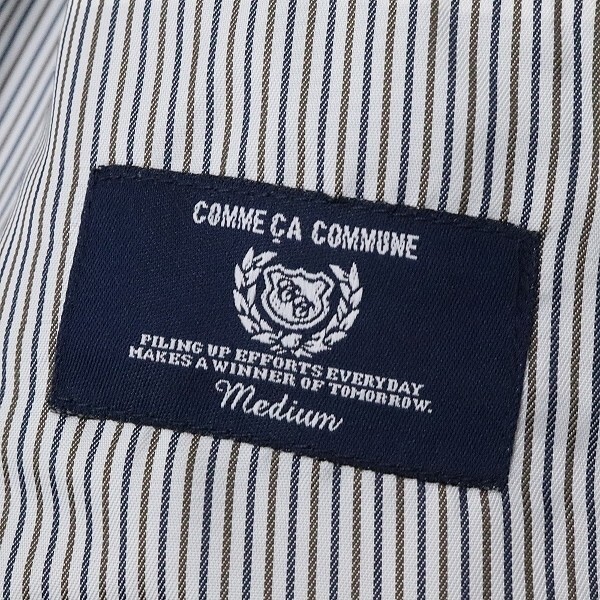 COMME ÇA COMMUNE
PILING UP EFFORTS EVERYDAY
MAKES A WINNER OF TOMORROW.
Medium